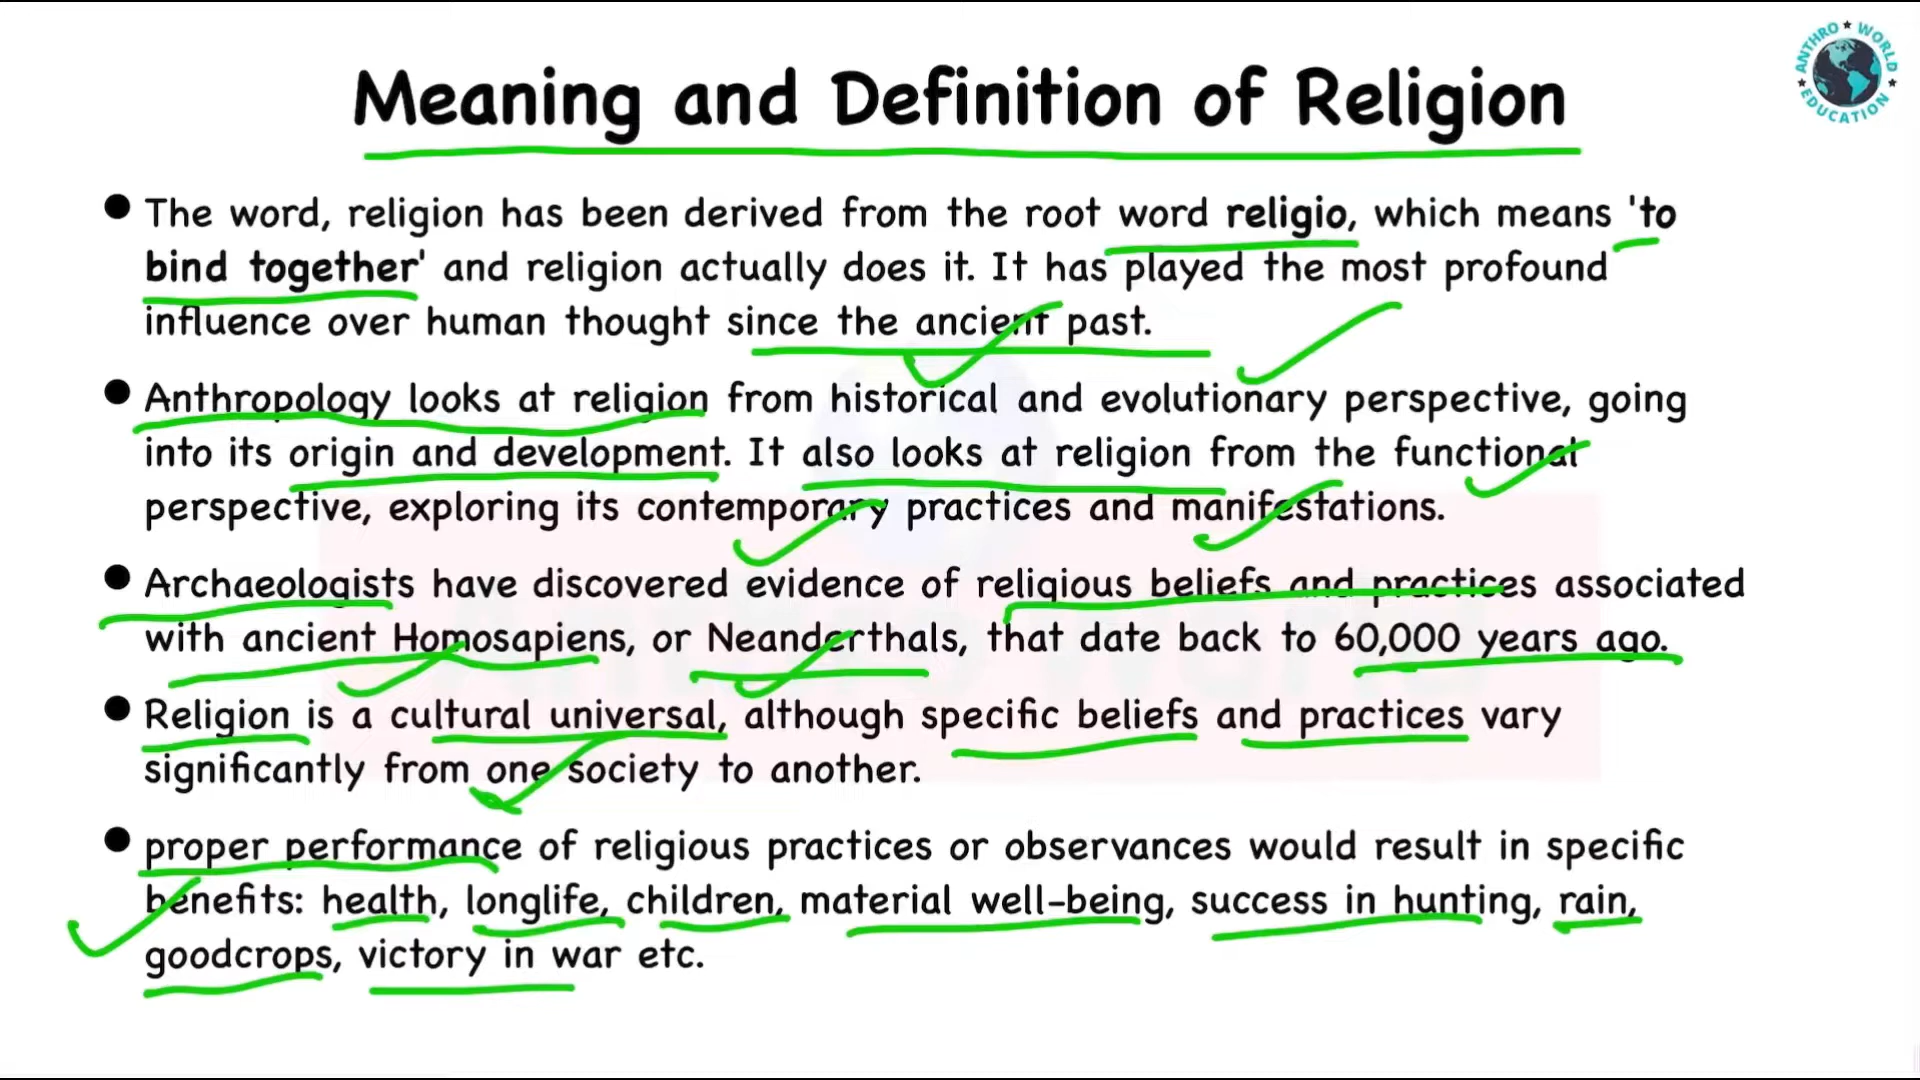 Meaning and Definition of Religion
ANTHRO WORLD
EDUCATION
● The word, religion has been derived from the root word religio, which means 'to
bind together' and religion actually does it. It has played the most profound
influence over human thought since the ancient past.
● Anthropology looks at religion from historical and evolutionary perspective, going
into its origin and development. It also looks at religion from the functional
perspective, exploring its contemporary practices and manifestations.
● Archaeologists have discovered evidence of religious beliefs and practices associated
with ancient Homosapiens, or Neanderthals, that date back to 60,000 years ago.
● Religion is a cultural universal, although specific beliefs and practices vary
significantly from one society to another.
● proper performance of religious practices or observances would result in specific
benefits: health, longlife, children, material well-being, success in hunting, rain,
goodcrops, victory in war etc.